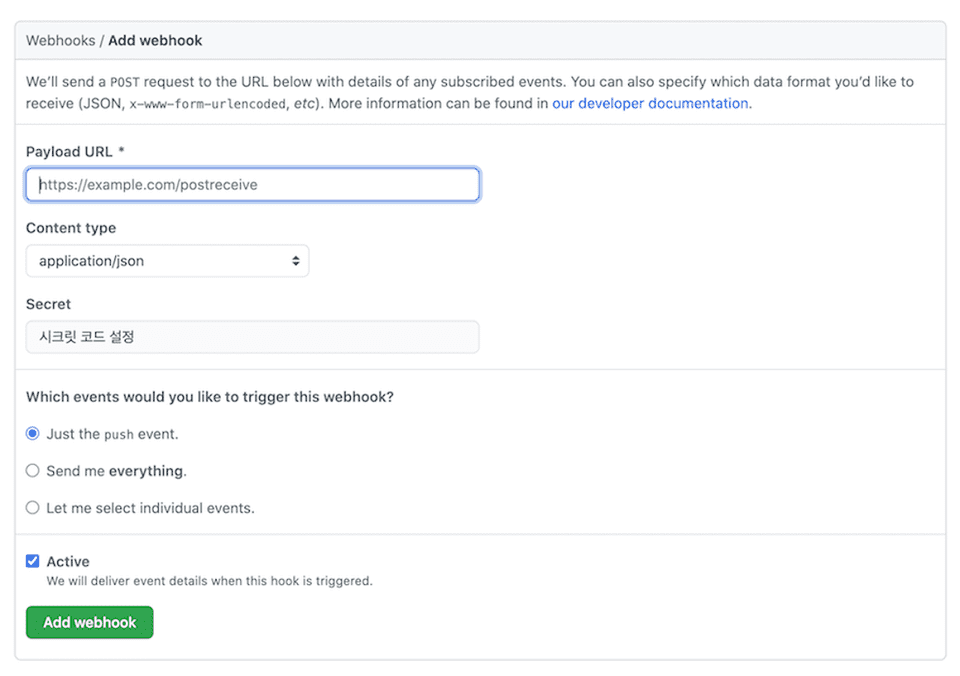 Webhooks / Add webhook
We’ll send a POST request to the URL below with details of any subscribed events. You can also specify which data format you’d like to
receive (JSON, x-www-form-urlencoded, etc). More information can be found in our developer documentation.
Payload URL *
https://example.com/postreceive
Content type
application/json
Secret
시크릿 코드 설정
Which events would you like to trigger this webhook?
Just the push event.
Send me everything.
Let me select individual events.
Active
We will deliver event details when this hook is triggered.
Add webhook